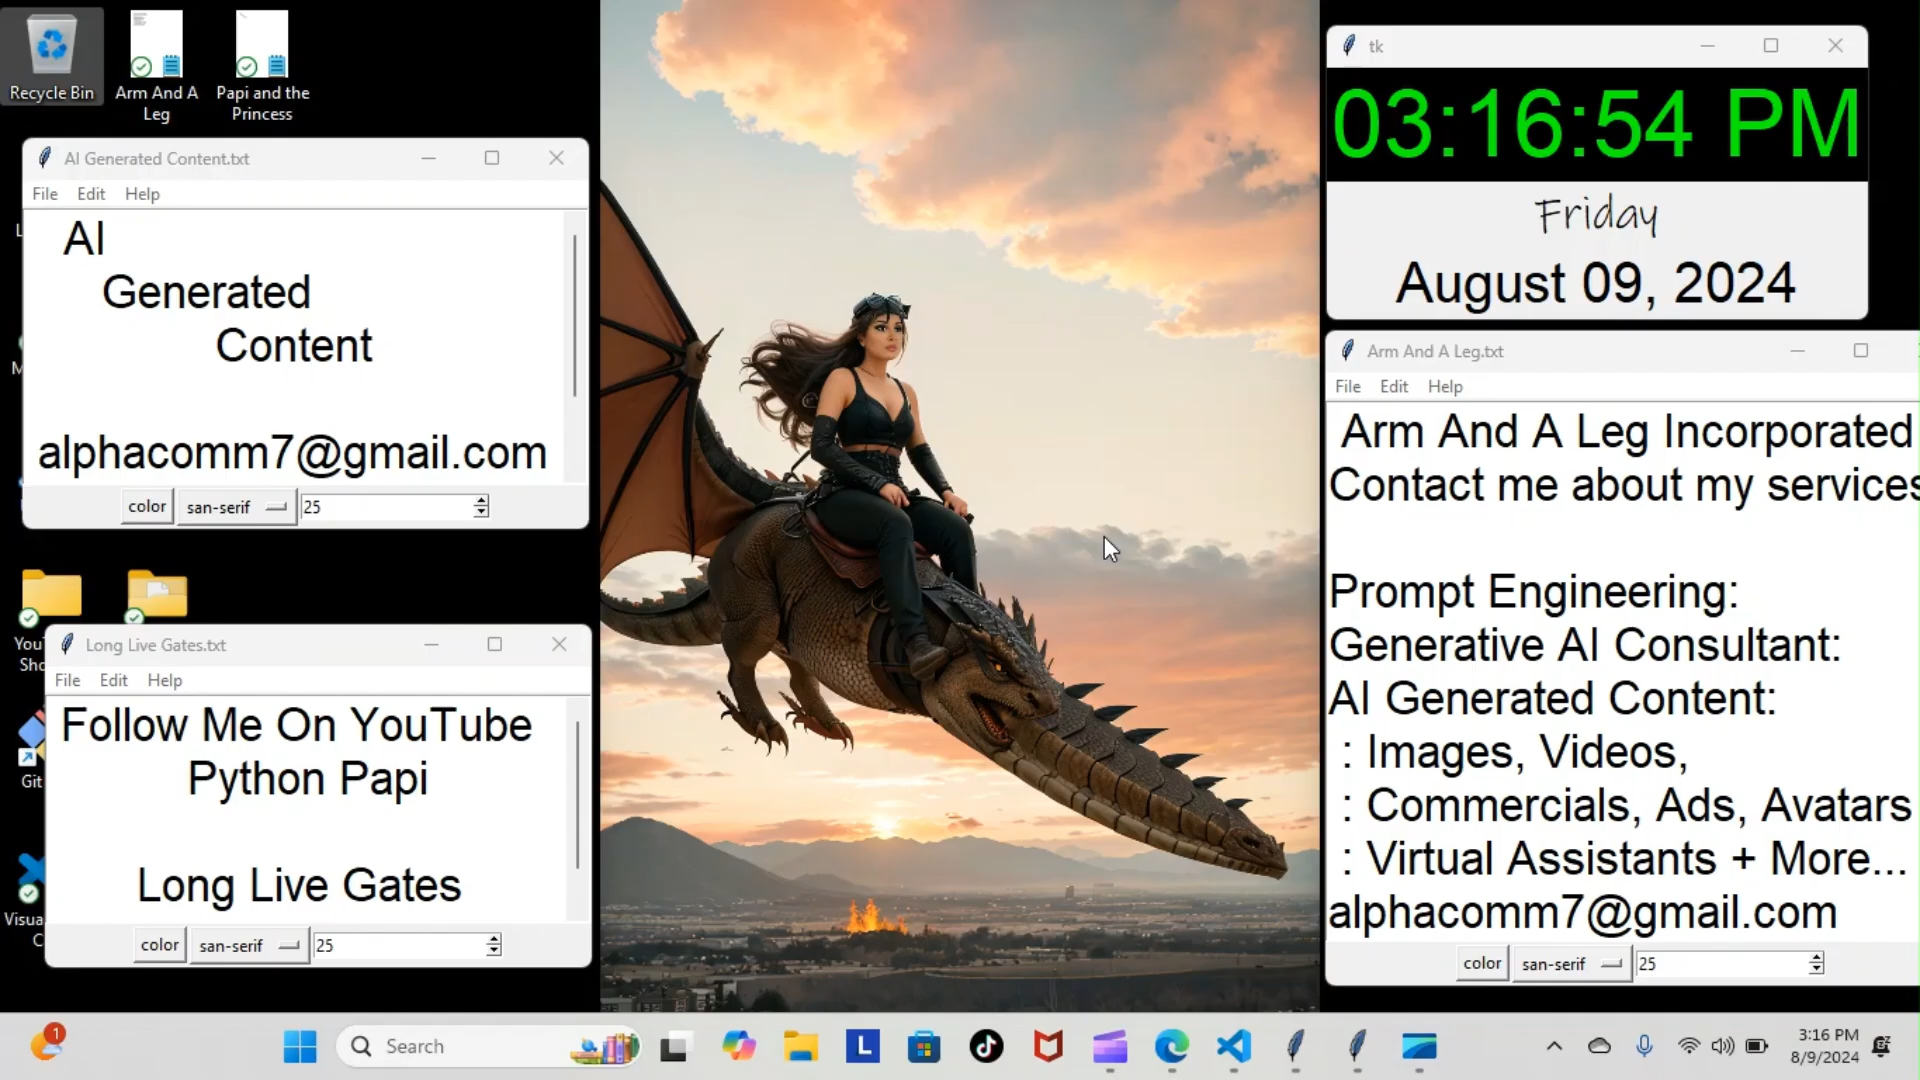 Recycle Bin
Arm And A
Leg
Papi and the
Princess
AI Generated Content.txt
File Edit Help
AI
Generated
Content
alphacomm7@gmail.com
color san-serif 25
You
Sho
Git
Visua
C
Long Live Gates.txt
File Edit Help
Follow Me On YouTube
Python Papi
Long Live Gates
color san-serif 25
tk
03:16:54 PM
Friday
August 09, 2024
Arm And A Leg.txt
File Edit Help
Arm And A Leg Incorporated
Contact me about my services
Prompt Engineering:
Generative AI Consultant:
AI Generated Content:
: Images, Videos,
: Commercials, Ads, Avatars
: Virtual Assistants + More...
alphacomm7@gmail.com
color san-serif 25
1
Search
L
3:16 PM
8/9/2024